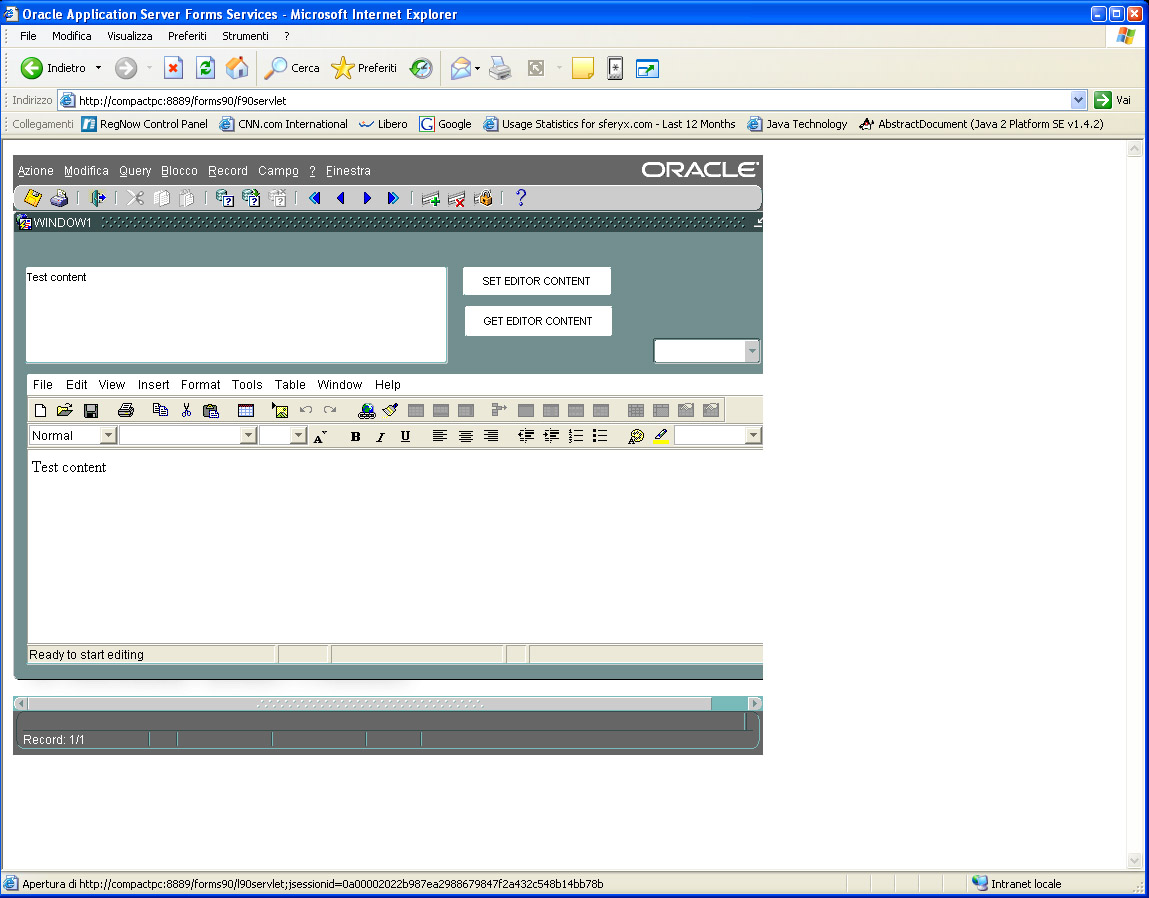 Oracle Application Server Forms Services - Microsoft Internet Explorer
File Modifica Visualizza Preferiti Strumenti ?
Indietro Cerca Preferiti
Indirizzo http://compactpc:8889/forms90/f90servlet Vai
Collegamenti RegNow Control Panel CNN.com International Libero Google Usage Statistics for sferyx.com - Last 12 Months Java Technology AbstractDocument (Java 2 Platform SE v1.4.2)
Azione Modifica Query Blocco Record Campo ? Finestra ORACLE
WINDOW1
Test content
SET EDITOR CONTENT
GET EDITOR CONTENT
File Edit View Insert Format Tools Table Window Help
Normal A B I U
Test content
Ready to start editing
Record: 1/1
Apertura di http://compactpc:8889/forms90/l90servlet;jsessionid=0a00002022b987ea2988679847f2a432c548b14bb78b Intranet locale